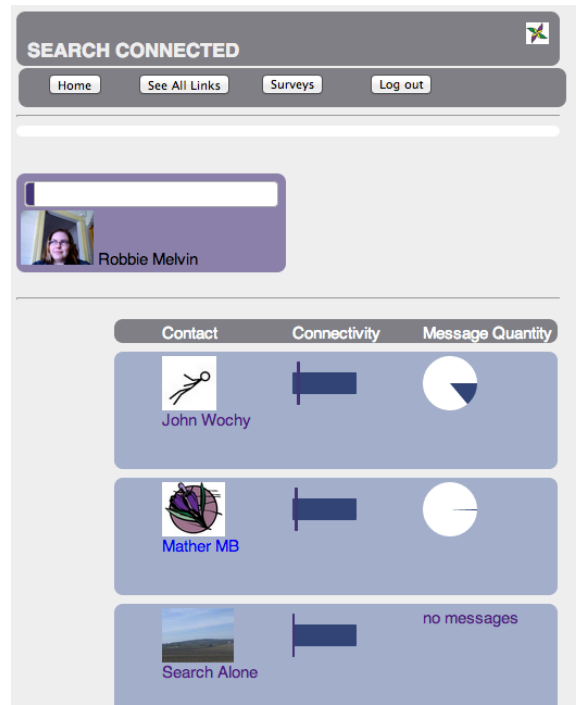 SEARCH CONNECTED
Home See All Links Surveys Log out
Robbie Melvin
Contact Connectivity Message Quantity
John Wochy
Mather MB
no messages
Search Alone